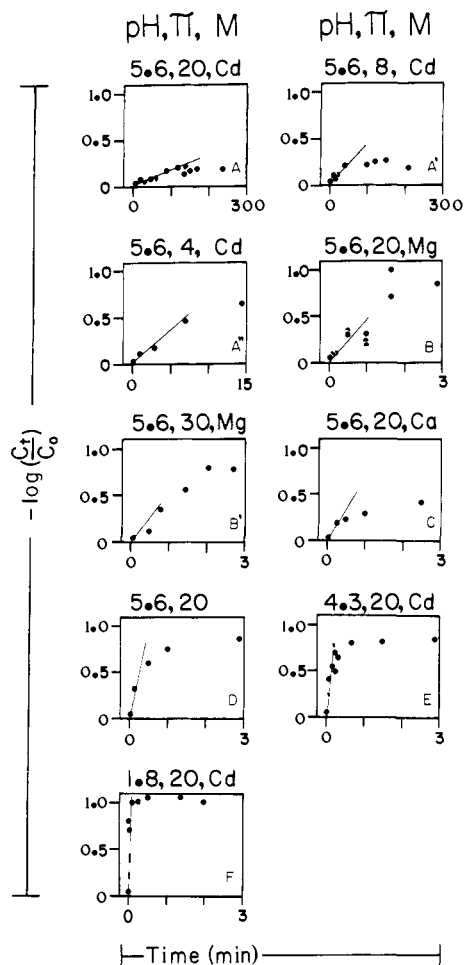 pH, π, M pH, π, M
5.6, 20, Cd 5.6, 8, Cd
1.0 1.0
0.5 0.5
0 A 0 A'
0 300 0 300
5.6, 4, Cd 5.6, 20, Mg
1.0 1.0
0.5 0.5
0 A" 0 B
0 15 0 3
5.6, 30, Mg 5.6, 20, Ca
1.0 1.0
0.5 0.5
0 B' 0 C
0 3 0 3
5.6, 20 4.3, 20, Cd
1.0 1.0
0.5 0.5
0 D 0 E
0 3 0 3
1.8, 20, Cd
1.0
0.5
0 F
0 3
-log(Ct/Co)
Time (min)